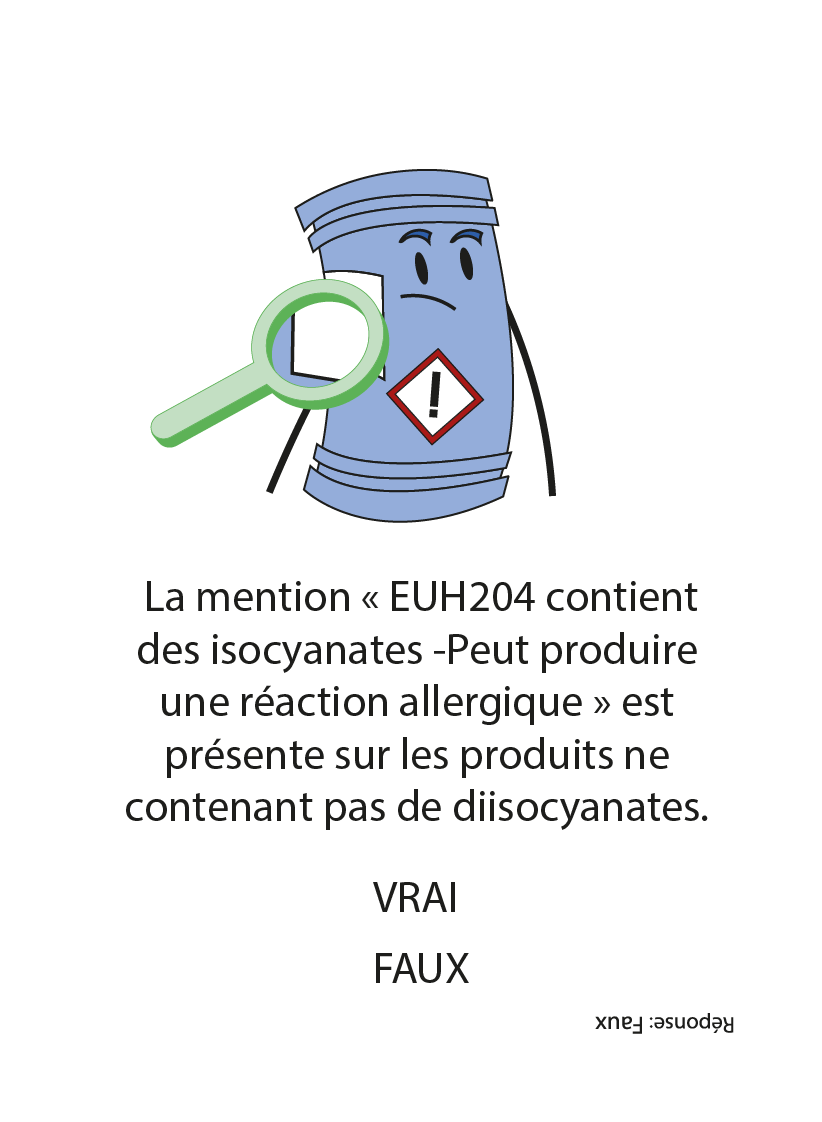 !
La mention « EUH204 contient
des isocyanates -Peut produire
une réaction allergique » est
présente sur les produits ne
contenant pas de diisocyanates.
VRAI
FAUX
Réponse: Faux